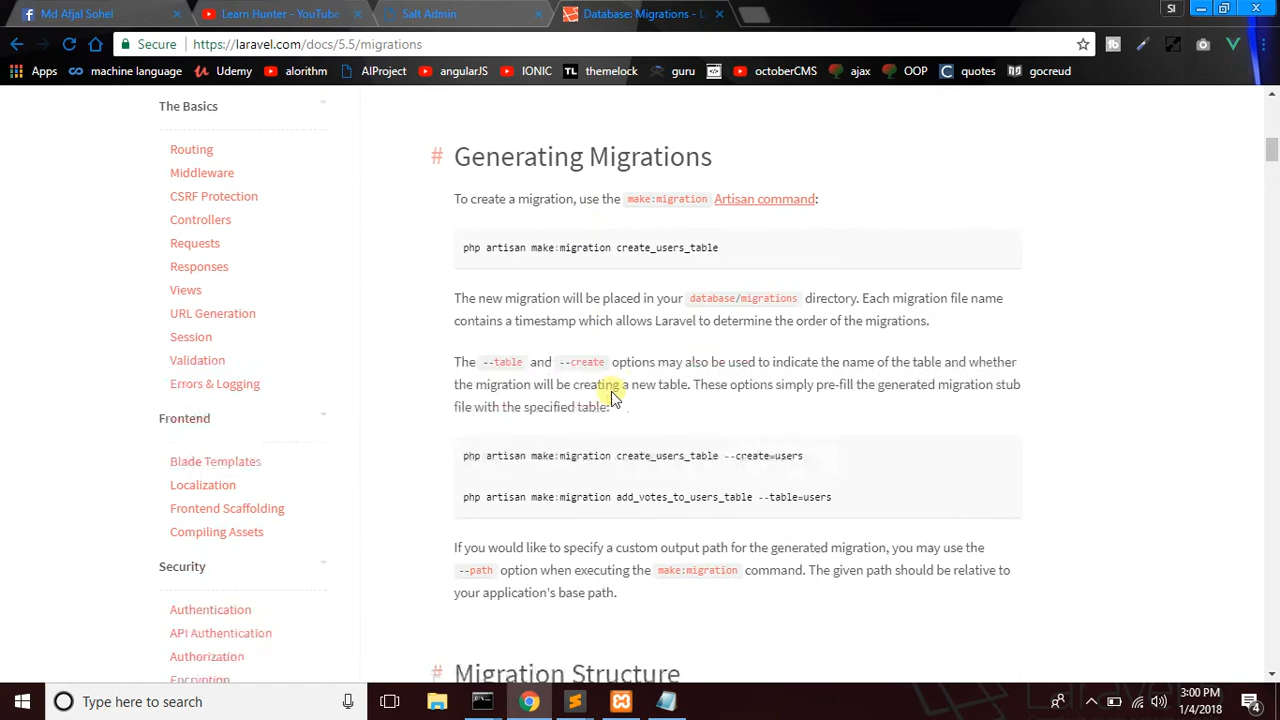 Md Afjal Sohel
Learn Hunter - YouTube
Salt Admin
Database: Migrations - L
SI
Secure
https://laravel.com/docs/5.5/migrations
Apps
machine language
Udemy
alorithm
AIProject
angularJS
IONIC
TL themelock
guru
octoberCMS
ajax
OOP
quotes
gocreud
The Basics
Routing
Middleware
CSRF Protection
Controllers
Requests
Responses
Views
URL Generation
Session
Validation
Errors & Logging
Frontend
Blade Templates
Localization
Frontend Scaffolding
Compiling Assets
Security
Authentication
API Authentication
Authorization
Encryption
# Generating Migrations
To create a migration, use the make:migration Artisan command:
php artisan make:migration create_users_table
The new migration will be placed in your database/migrations directory. Each migration file name
contains a timestamp which allows Laravel to determine the order of the migrations.
The --table and --create options may also be used to indicate the name of the table and whether
the migration will be creating a new table. These options simply pre-fill the generated migration stub
file with the specified table:
php artisan make:migration create_users_table --create=users
php artisan make:migration add_votes_to_users_table --table=users
If you would like to specify a custom output path for the generated migration, you may use the
--path option when executing the make:migration command. The given path should be relative to
your application's base path.
# Migration Structure
Type here to search
3:00 PM
1/4/2018
4